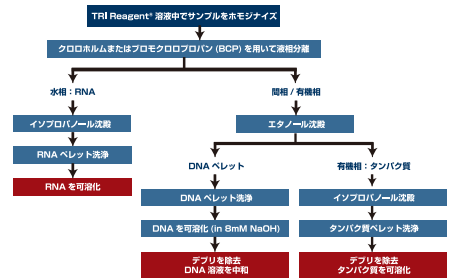 TRI Reagent® 溶液中でサンプルをホモジナイズ
クロロホルムまたはブロモクロロプロパン (BCP) を用いて液相分離
水相：RNA
間相 / 有機相
イソプロパノール沈殿
エタノール沈殿
RNA ペレット洗浄
RNA を可溶化
DNA ペレット
有機相：タンパク質
DNA ペレット洗浄
イソプロパノール沈殿
DNA を可溶化 (in 8mM NaOH)
タンパク質ペレット洗浄
デブリを除去
DNA 溶液を中和
デブリを除去
タンパク質を可溶化